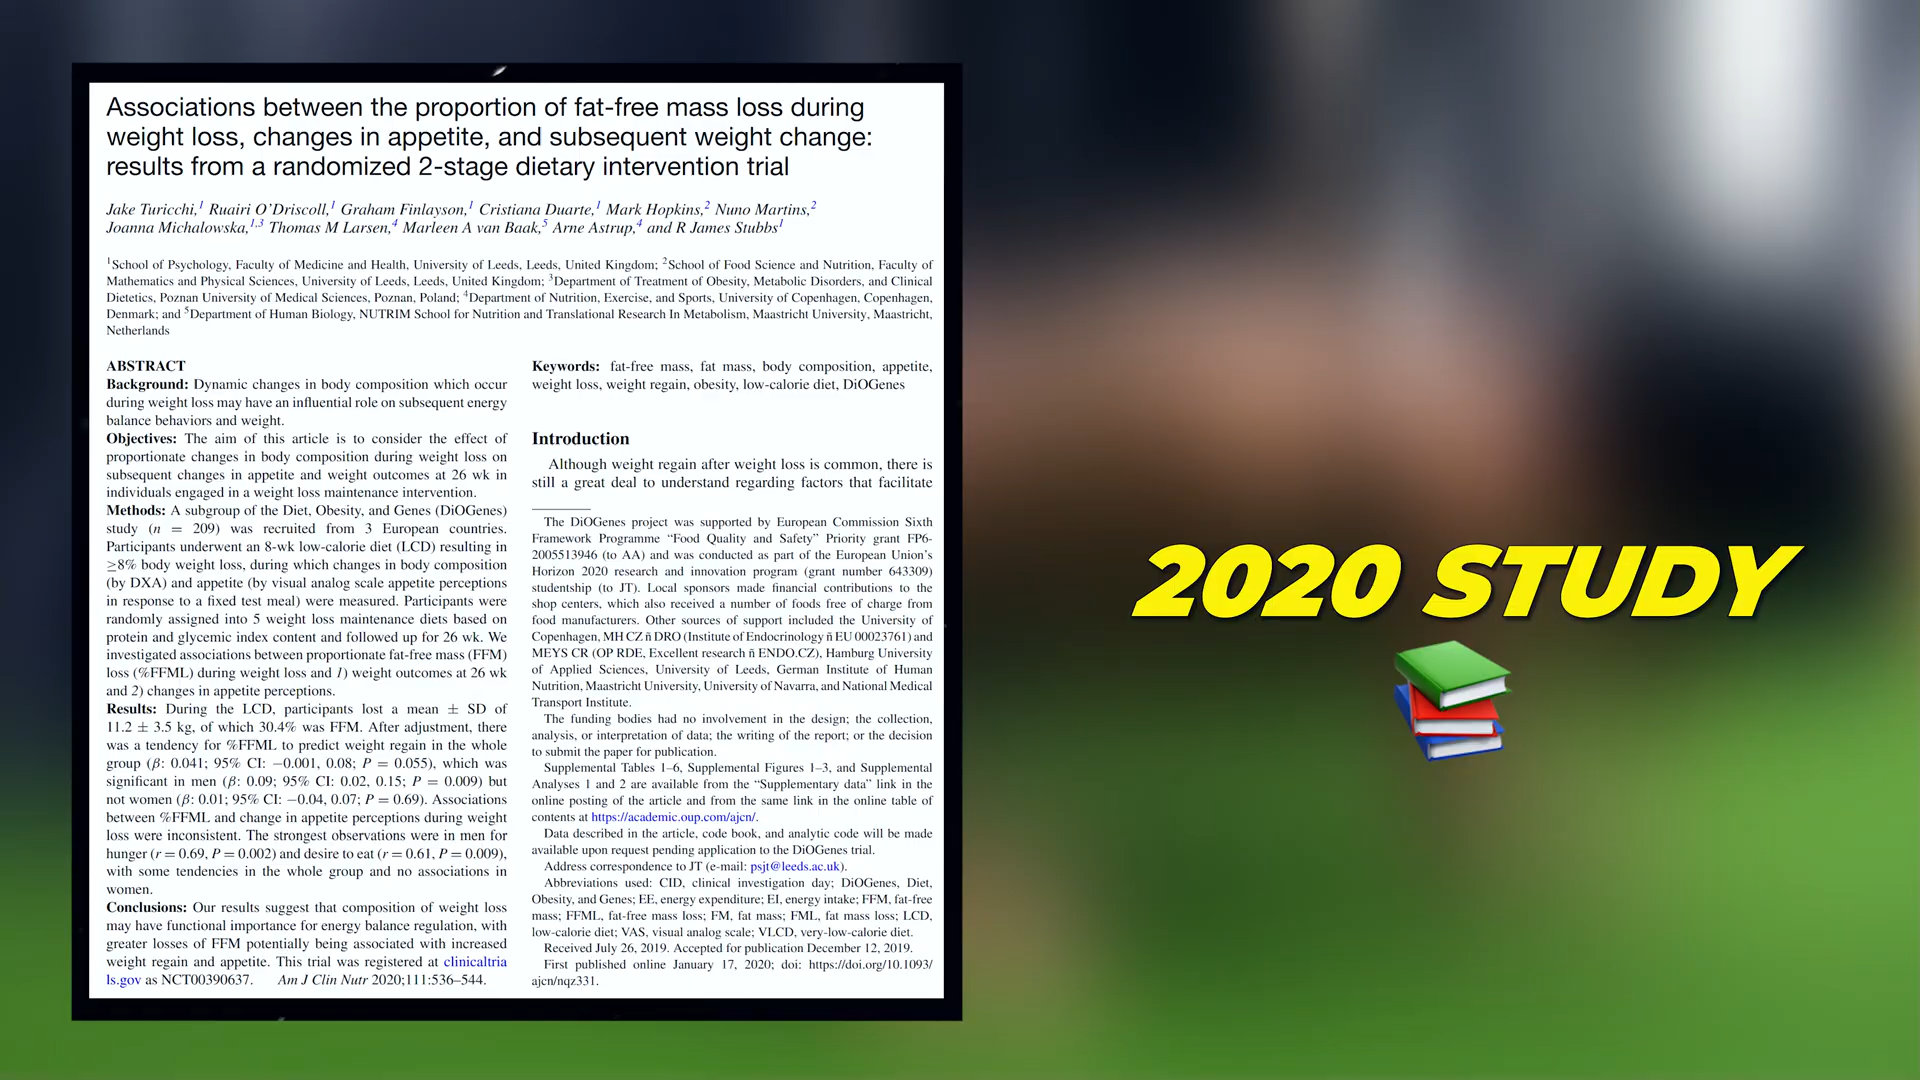 Associations between the proportion of fat-free mass loss during
weight loss, changes in appetite, and subsequent weight change:
results from a randomized 2-stage dietary intervention trial
Jake Turicchi,1 Ruairi O'Driscoll,1 Graham Finlayson,1 Cristiana Duarte,1 Mark Hopkins,2 Nuno Martins,2
Joanna Michalowska,1,3 Thomas M Larsen,4 Marleen A van Baak,5 Arne Astrup,4 and R James Stubbs1
1School of Psychology, Faculty of Medicine and Health, University of Leeds, Leeds, United Kingdom; 2School of Food Science and Nutrition, Faculty of
Mathematics and Physical Sciences, University of Leeds, Leeds, United Kingdom; 3Department of Treatment of Obesity, Metabolic Disorders, and Clinical
Dietetics, Poznan University of Medical Sciences, Poznan, Poland; 4Department of Nutrition, Exercise, and Sports, University of Copenhagen, Copenhagen,
Denmark; and 5Department of Human Biology, NUTRIM School for Nutrition and Translational Research In Metabolism, Maastricht University, Maastricht,
Netherlands
ABSTRACT
Background: Dynamic changes in body composition which occur
during weight loss may have an influential role on subsequent energy
balance behaviors and weight.
Objectives: The aim of this article is to consider the effect of
proportionate changes in body composition during weight loss on
subsequent changes in appetite and weight outcomes at 26 wk in
individuals engaged in a weight loss maintenance intervention.
Methods: A subgroup of the Diet, Obesity, and Genes (DiOGenes)
study (n = 209) was recruited from 3 European countries.
Participants underwent an 8-wk low-calorie diet (LCD) resulting in
≥8% body weight loss, during which changes in body composition
(by DXA) and appetite (by visual analog scale appetite perceptions
in response to a fixed test meal) were measured. Participants were
randomly assigned into 5 weight loss maintenance diets based on
protein and glycemic index content and followed up for 26 wk. We
investigated associations between proportionate fat-free mass (FFM)
loss (%FFML) during weight loss and 1) weight outcomes at 26 wk
and 2) changes in appetite perceptions.
Results: During the LCD, participants lost a mean ± SD of
11.2 ± 3.5 kg, of which 30.4% was FFM. After adjustment, there
was a tendency for %FFML to predict weight regain in the whole
group (β: 0.041; 95% CI: −0.001, 0.08; P = 0.055), which was
significant in men (β: 0.09; 95% CI: 0.02, 0.15; P = 0.009) but
not women (β: 0.01; 95% CI: −0.04, 0.07; P = 0.69). Associations
between %FFML and change in appetite perceptions during weight
loss were inconsistent. The strongest observations were in men for
hunger (r = 0.69, P = 0.002) and desire to eat (r = 0.61, P = 0.009),
with some tendencies in the whole group and no associations in
women.
Conclusions: Our results suggest that composition of weight loss
may have functional importance for energy balance regulation, with
greater losses of FFM potentially being associated with increased
weight regain and appetite. This trial was registered at clinicaltria
ls.gov as NCT00390637. Am J Clin Nutr 2020;111:536–544.
Keywords: fat-free mass, fat mass, body composition, appetite,
weight loss, weight regain, obesity, low-calorie diet, DiOGenes
Introduction
Although weight regain after weight loss is common, there is
still a great deal to understand regarding factors that facilitate
The DiOGenes project was supported by European Commission Sixth
Framework Programme “Food Quality and Safety” Priority grant FP6-
2005513946 (to AA) and was conducted as part of the European Union’s
Horizon 2020 research and innovation program (grant number 643309)
studentship (to JT). Local sponsors made financial contributions to the
shop centers, which also received a number of foods free of charge from
food manufacturers. Other sources of support included the University of
Copenhagen, MH CZ ñ DRO (Institute of Endocrinology ñ EU 00023761) and
MEYS CR (OP RDE, Excellent research ñ ENDO.CZ), Hamburg University
of Applied Sciences, University of Leeds, German Institute of Human
Nutrition, Maastricht University, University of Navarra, and National Medical
Transport Institute.
The funding bodies had no involvement in the design; the collection,
analysis, or interpretation of data; the writing of the report; or the decision
to submit the paper for publication.
Supplemental Tables 1–6, Supplemental Figures 1–3, and Supplemental
Analyses 1 and 2 are available from the “Supplementary data” link in the
online posting of the article and from the same link in the online table of
contents at https://academic.oup.com/ajcn/.
Data described in the article, code book, and analytic code will be made
available upon request pending application to the DiOGenes trial.
Address correspondence to JT (e-mail: psjt@leeds.ac.uk).
Abbreviations used: CID, clinical investigation day; DiOGenes, Diet,
Obesity, and Genes; EE, energy expenditure; EI, energy intake; FFM, fat-free
mass; FFML, fat-free mass loss; FM, fat mass; FML, fat mass loss; LCD,
low-calorie diet; VAS, visual analog scale; VLCD, very-low-calorie diet.
Received July 26, 2019. Accepted for publication December 12, 2019.
First published online January 17, 2020; doi: https://doi.org/10.1093/
ajcn/nqz331.
2020 STUDY